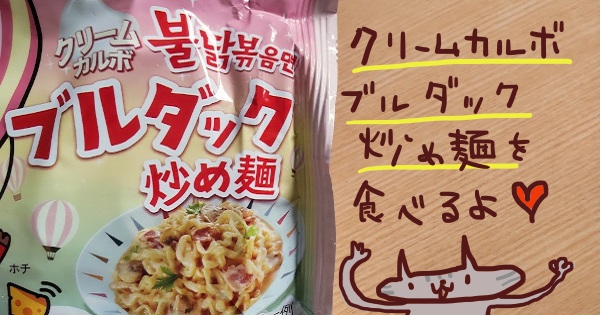 クリーム
カルボ
불닭볶음면
ブルダック
炒め麺
ホチ
クリームカルボ
ブルダック
炒め麺を
食べるよ